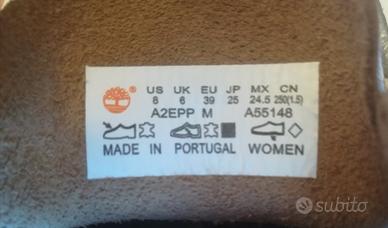 US UK EU JP MX CN
8 6 39 25 24.5 250(1.5)
A2EPP M A55148
MADE IN PORTUGAL WOMEN
subito